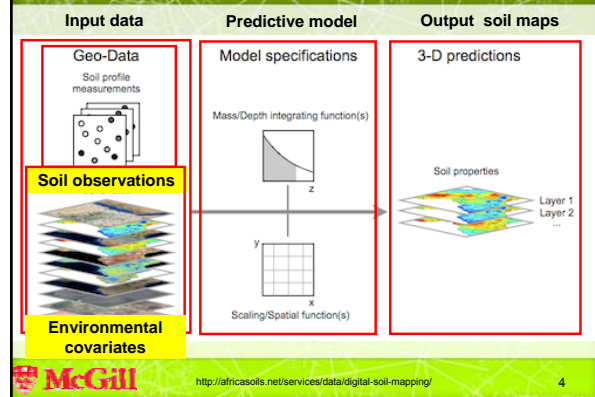 Input data
Predictive model
Output soil maps
Geo-Data
Soil profile
measurements
Soil observations
Environmental
covariates
Model specifications
Mass/Depth integrating function(s)
z
y
x
Scaling/Spatial function(s)
3-D predictions
Soil properties
Layer 1
Layer 2
...
McGill
http://africasoils.net/services/data/digital-soil-mapping/
4